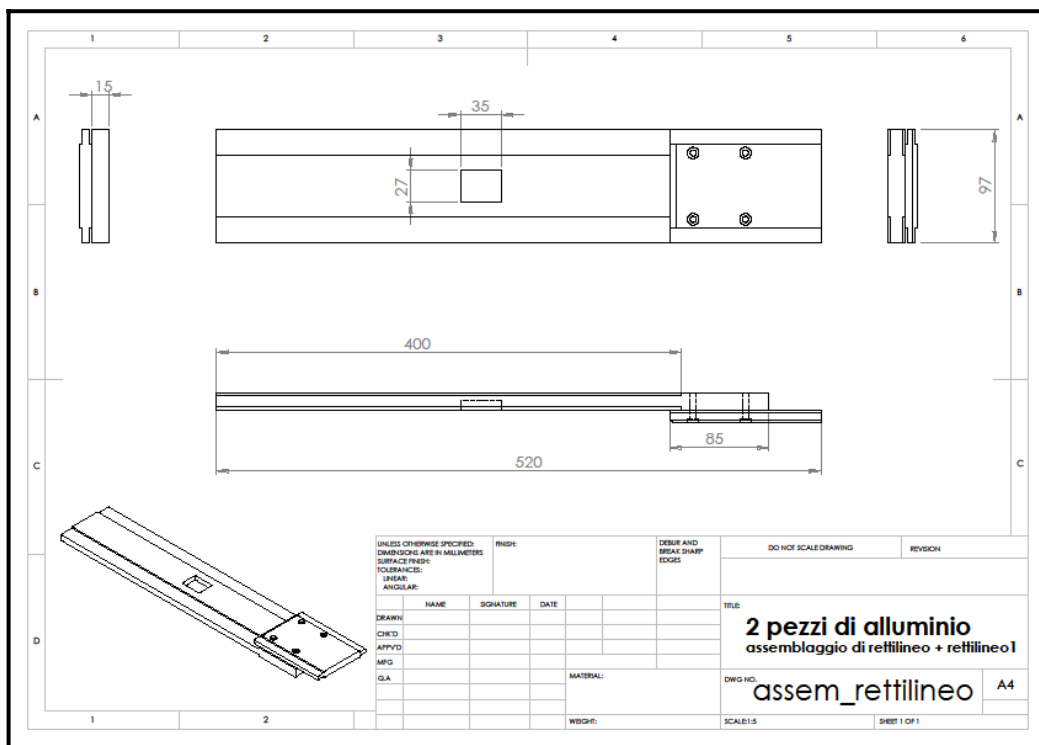 1 2 3 4 5 6
A A
15
35
27
97
B B
400
85
520
C C
D
UNLESS OTHERWISE SPECIFIED:
DIMENSIONS ARE IN MILLIMETERS
SURFACE FINISH:
TOLERANCES:
LINEAR:
ANGULAR:
FINISH:
DEBUR AND
BREAK SHARP
EDGES
DO NOT SCALE DRAWING
REVISION
NAME SIGNATURE DATE
DRAWN
CHK'D
APPV'D
MFG
Q.A
MATERIAL:
WEIGHT:
TITLE:
2 pezzi di alluminio
assemblaggio di rettilineo + rettilineo1
DWG NO.
assem_rettilineo
A4
SCALE:1:5
SHEET 1 OF 1
1 2